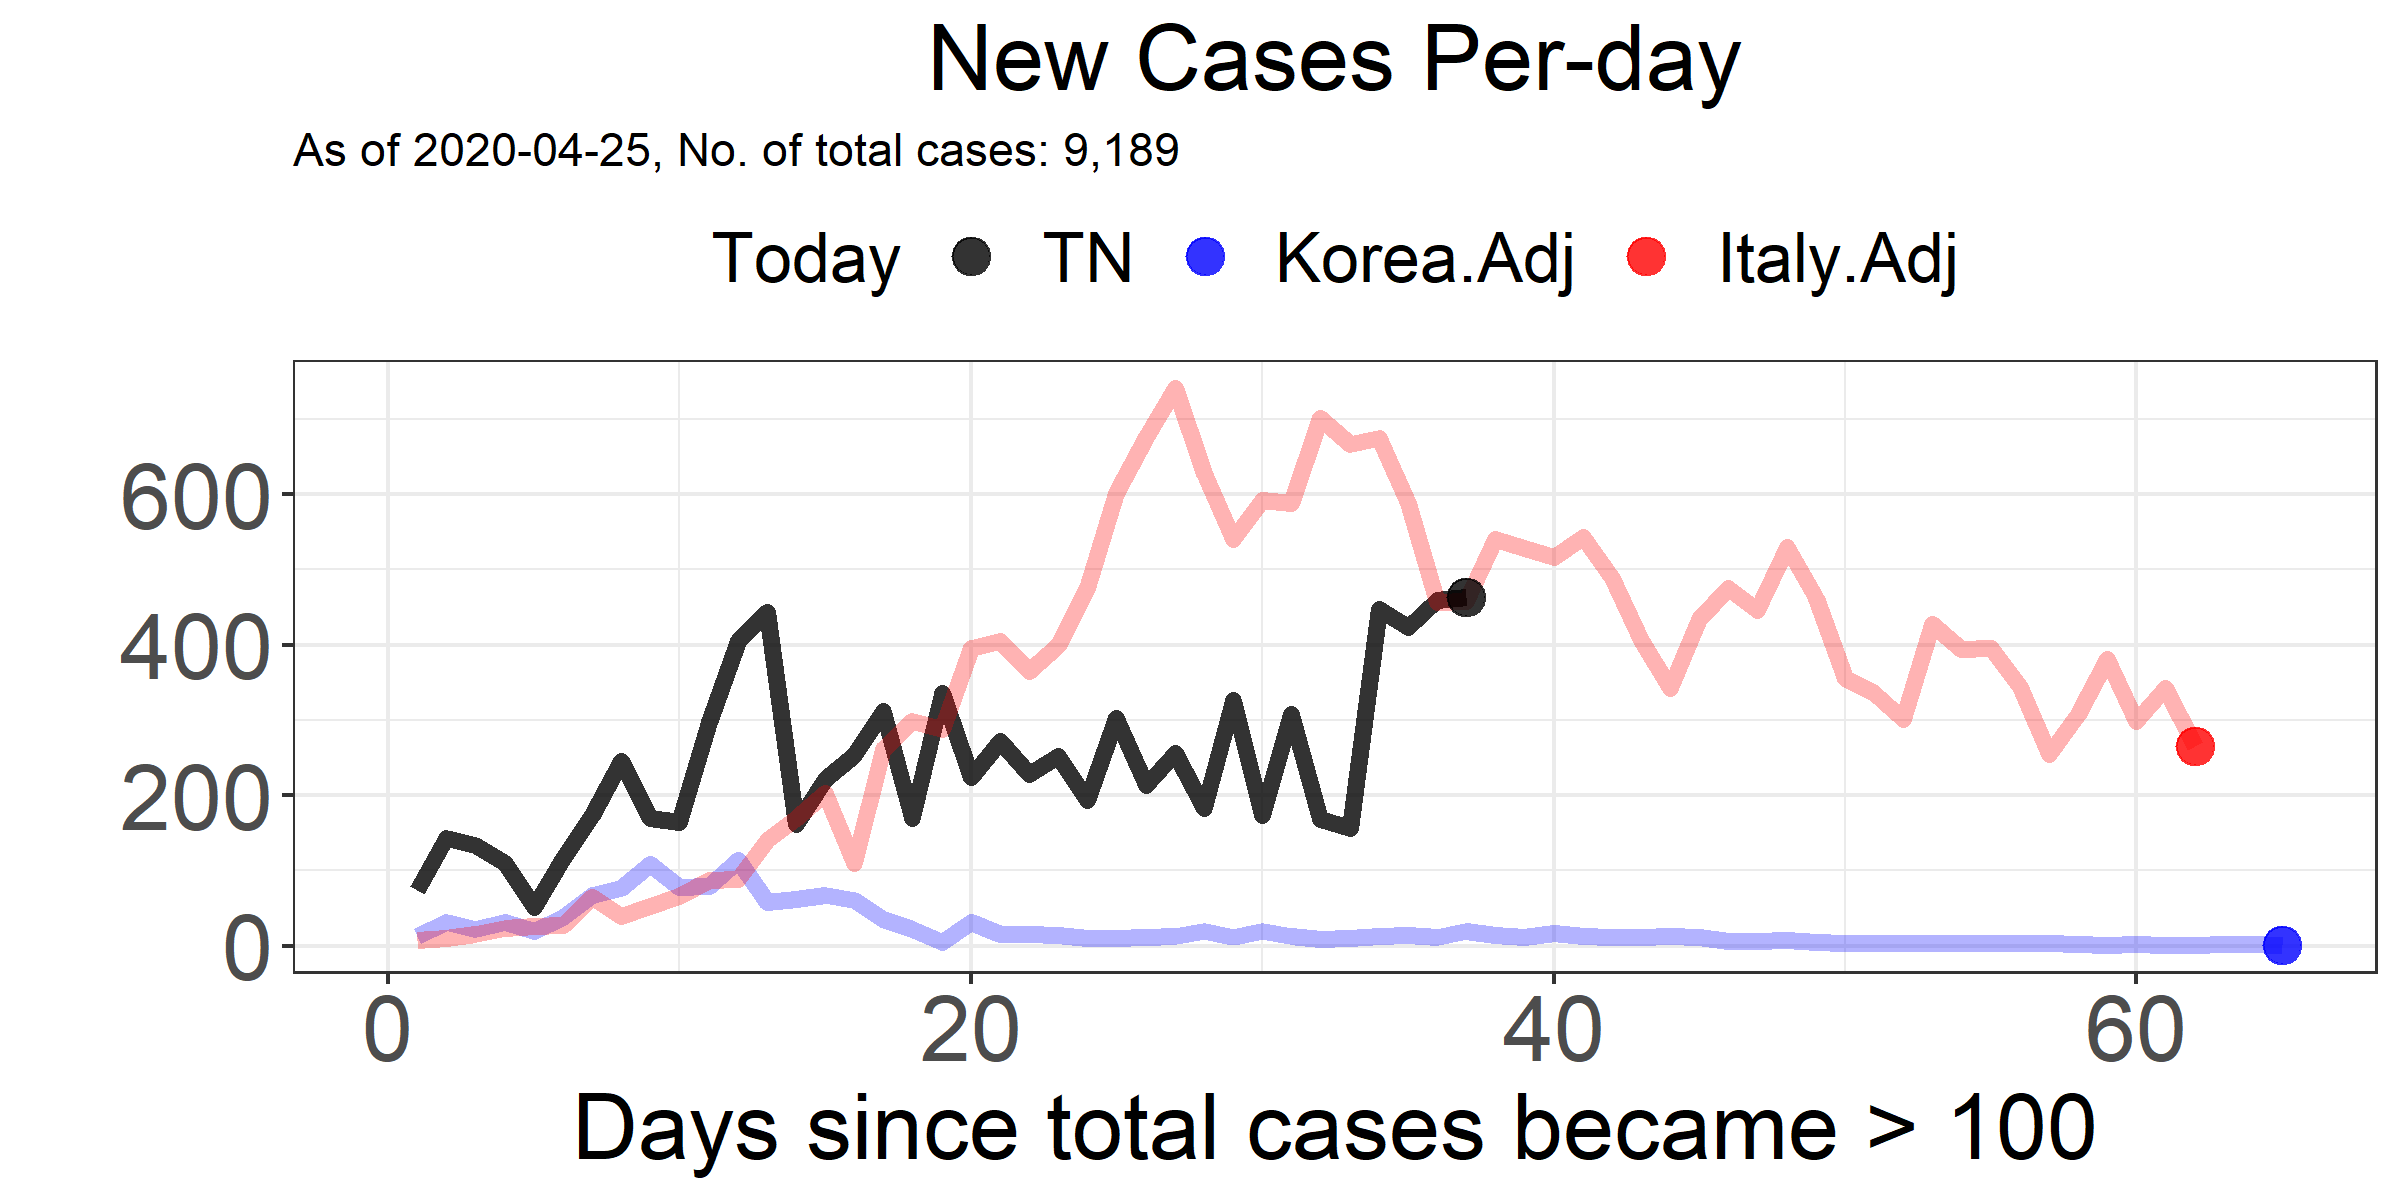 New Cases Per-day
As of 2020-04-25, No. of total cases: 9,189
Today TN Korea.Adj Italy.Adj
600
400
200
0
0 20 40 60
Days since total cases became > 100